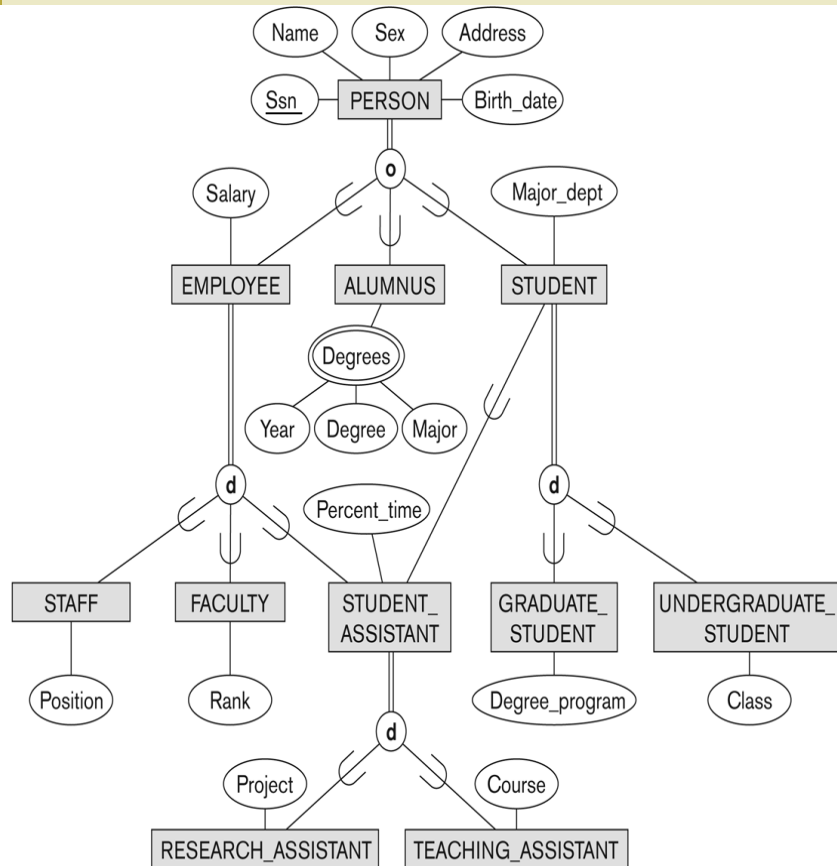 Name Sex Address
Ssn PERSON Birth_date
o
Salary Major_dept
EMPLOYEE ALUMNUS STUDENT
Degrees
Year Degree Major
d d
Percent_time
STAFF FACULTY STUDENT_ GRADUATE_ UNDERGRADUATE_
ASSISTANT STUDENT STUDENT
Position Rank Degree_program Class
d
Project Course
RESEARCH_ASSISTANT TEACHING_ASSISTANT